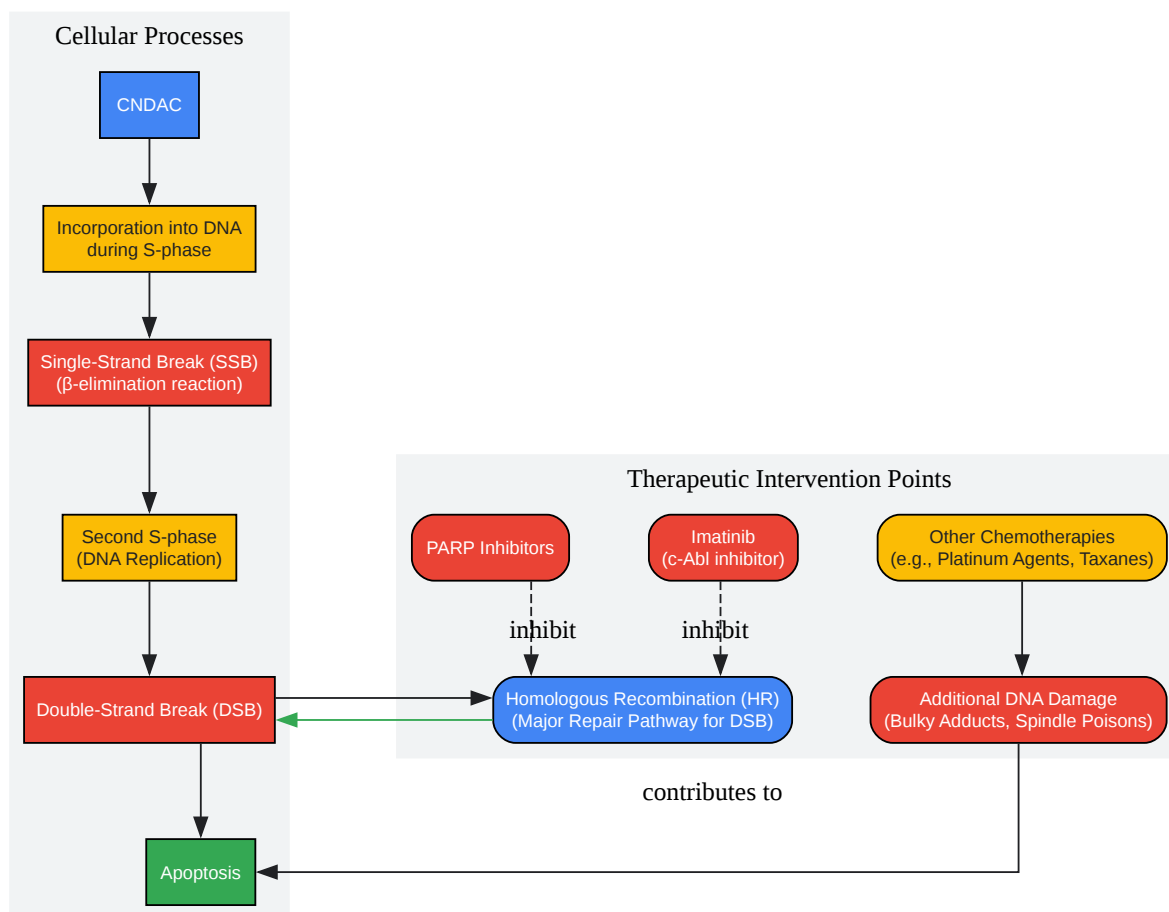 Cellular Processes
CNDAC
Incorporation into DNA
during S-phase
Single-Strand Break (SSB)
(β-elimination reaction)
Second S-phase
(DNA Replication)
Double-Strand Break (DSB)
Apoptosis
Therapeutic Intervention Points
PARP Inhibitors
Imatinib
(c-Abl inhibitor)
Other Chemotherapies
(e.g., Platinum Agents, Taxanes)
inhibit
inhibit
Homologous Recombination (HR)
(Major Repair Pathway for DSB)
Additional DNA Damage
(Bulky Adducts, Spindle Poisons)
contributes to